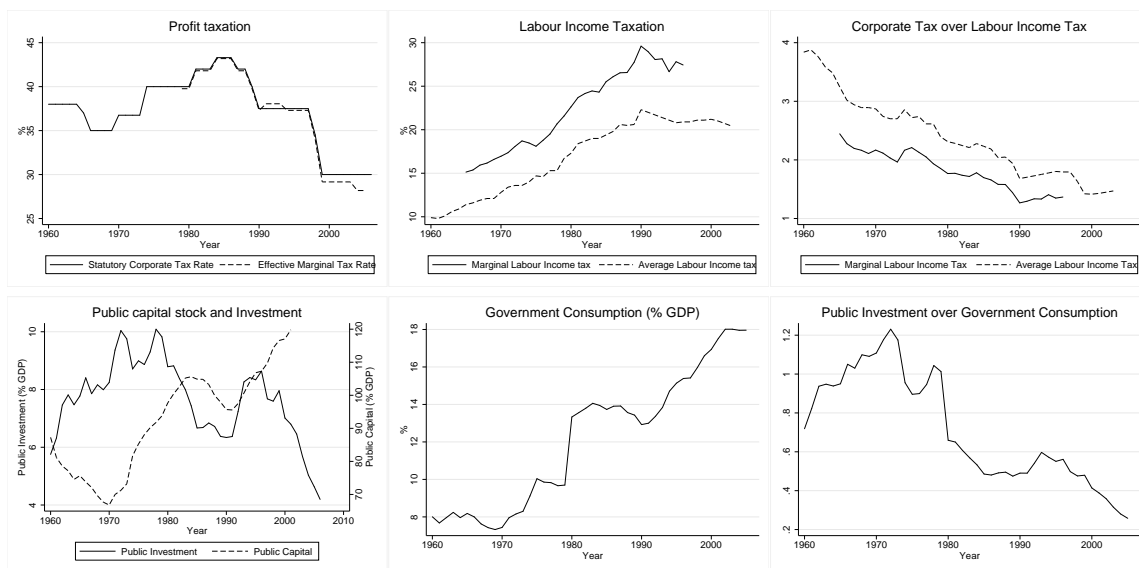 Profit taxation
45
40
%
35
30
25
1960 1970 1980 1990 2000
Year
Statutory Corporate Tax Rate Effective Marginal Tax Rate
Labour Income Taxation
30
25
%
20
15
10
1960 1970 1980 1990 2000
Year
Marginal Labour Income tax Average Labour Income tax
Corporate Tax over Labour Income Tax
4
3
2
1
1960 1970 1980 1990 2000
Year
Marginal Labour Income Tax Average Labour Income Tax
Public capital stock and Investment
Public Investment (% GDP)
10
8
6
4
Public Capital (% GDP)
120
110
100
90
80
70
1960 1970 1980 1990 2000 2010
Year
Public Investment Public Capital
Government Consumption (% GDP)
18
16
14
%
12
10
8
1960 1970 1980 1990 2000
Year
Public Investment over Government Consumption
1.2
1
.8
.6
.4
.2
1960 1970 1980 1990 2000
Year